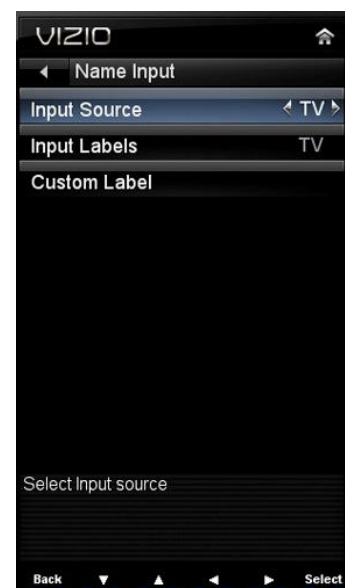 VIZIO
Name Input
Input Source TV
Input Labels TV
Custom Label
Select Input source
Back Select